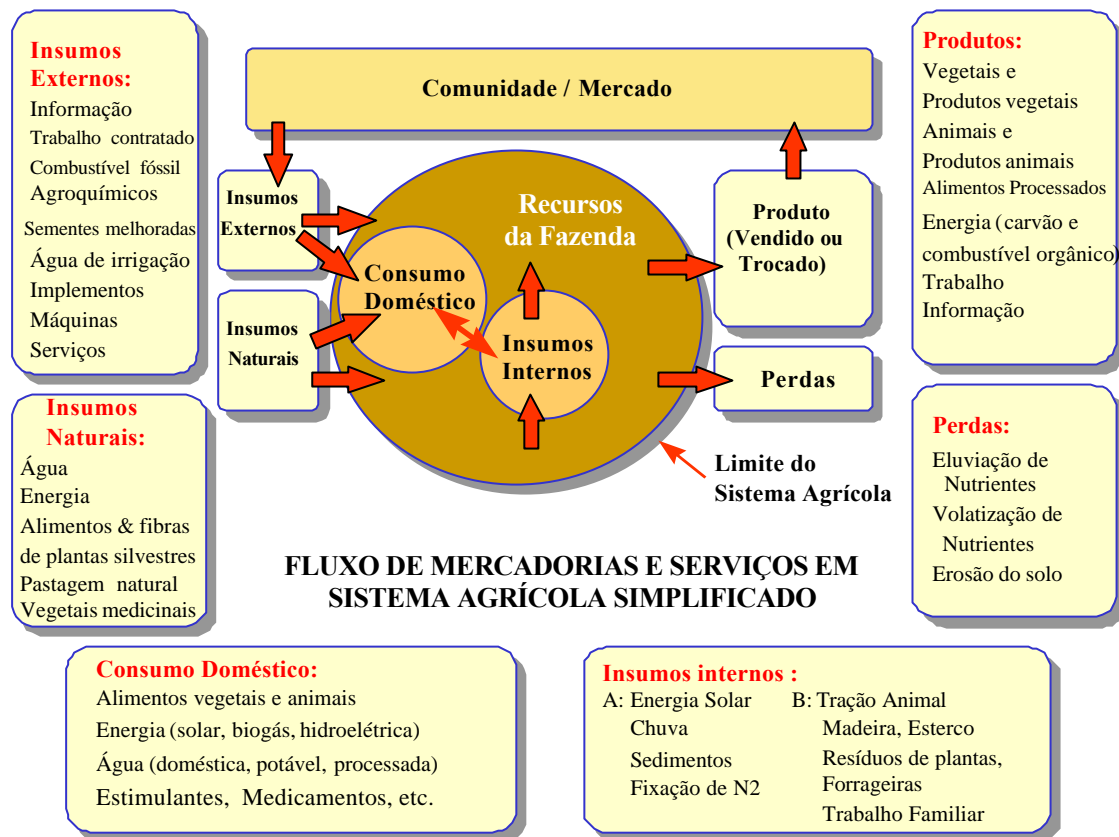 Insumos
Externos:
Informação
Trabalho contratado
Combustível fóssil
Agroquímicos
Sementes melhoradas
Água de irrigação
Implementos
Máquinas
Serviços
Insumos
Naturais:
Água
Energia
Alimentos & fibras
de plantas silvestres
Pastagem natural
Vegetais medicinais
Comunidade / Mercado
Insumos
Externos
Insumos
Naturais
Recursos
da Fazenda
Consumo
Doméstico
Insumos
Internos
Produto
(Vendido ou
Trocado)
Perdas
Limite do
Sistema Agrícola
FLUXO DE MERCADORIAS E SERVIÇOS EM
SISTEMA AGRÍCOLA SIMPLIFICADO
Produtos:
Vegetais e
Produtos vegetais
Animais e
Produtos animais
Alimentos Processados
Energia (carvão e
combustível orgânico)
Trabalho
Informação
Perdas:
Eluviação de
Nutrientes
Volatização de
Nutrientes
Erosão do solo
Consumo Doméstico:
Alimentos vegetais e animais
Energia (solar, biogás, hidroelétrica)
Água (doméstica, potável, processada)
Estimulantes, Medicamentos, etc.
Insumos internos :
A: Energia Solar
Chuva
Sedimentos
Fixação de N2
B: Tração Animal
Madeira, Esterco
Resíduos de plantas,
Forrageiras
Trabalho Familiar